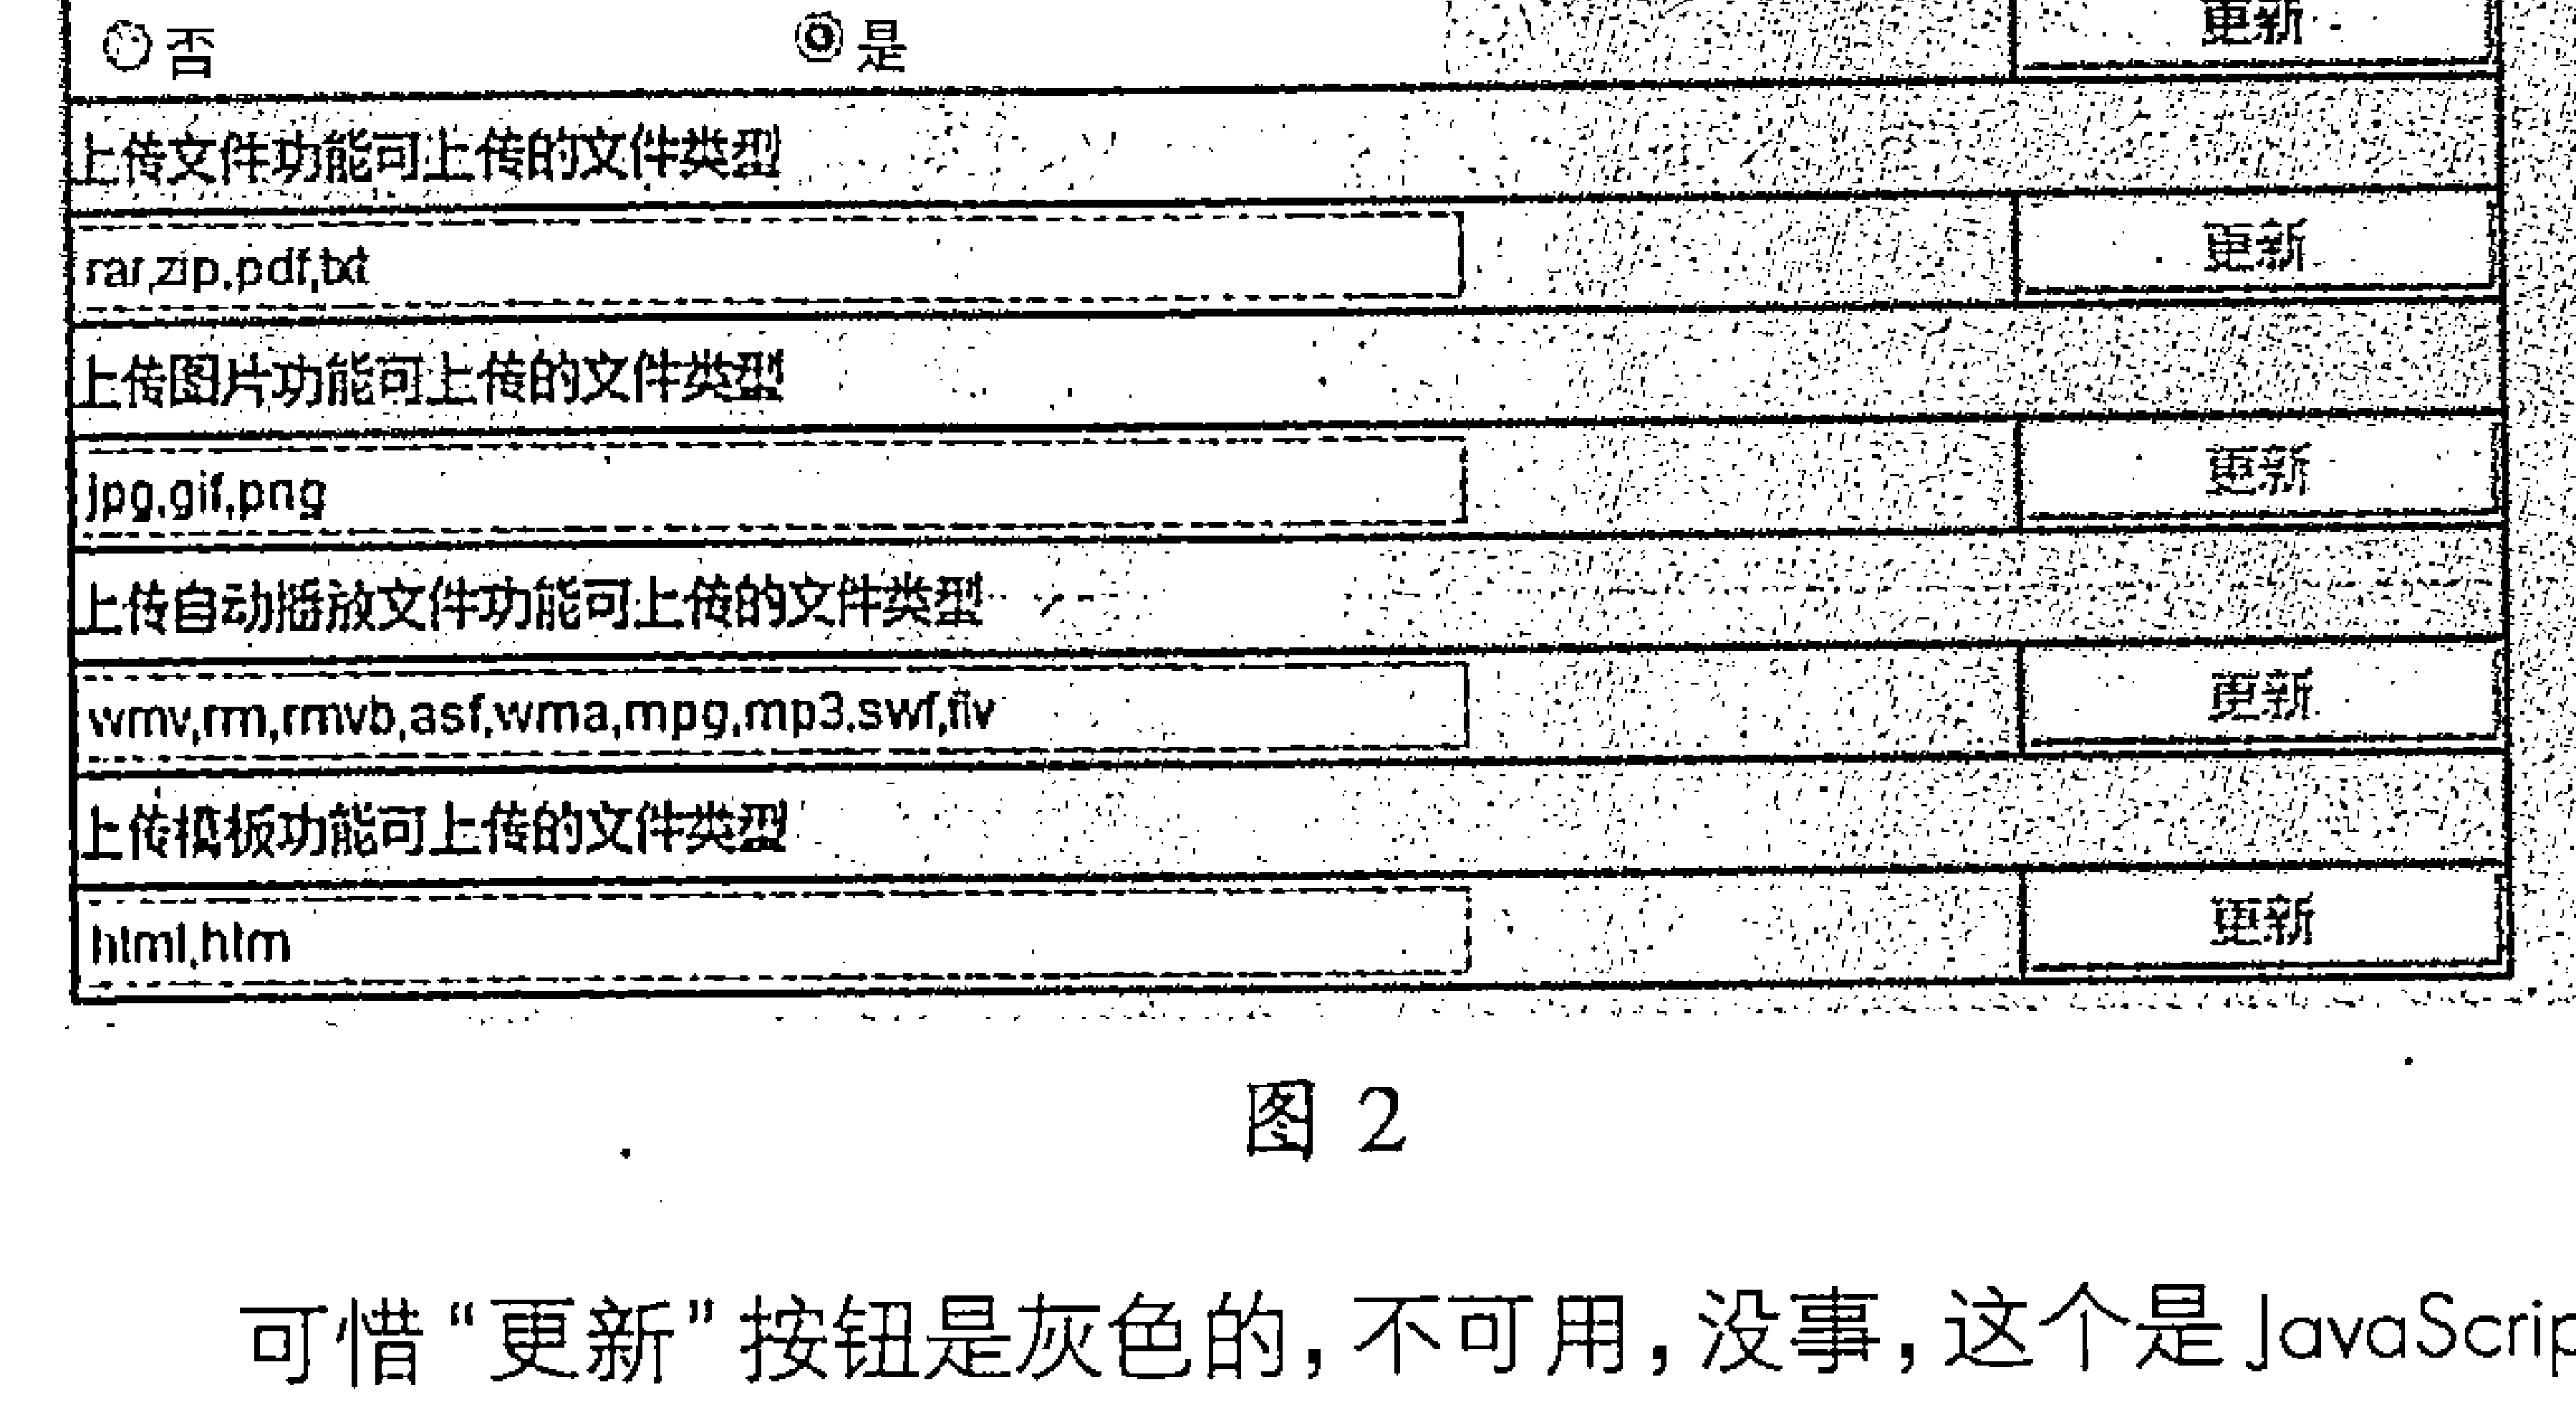 否 是 更新
上传文件功能可上传的文件类型
rar,zip,pdf,txt 更新
上传图片功能可上传的文件类型
jpg,gif,png 更新
上传自动播放文件功能可上传的文件类型
wmv,rm,rmvb,asf,wma,mpg,mp3,swf,flv 更新
上传模板功能可上传的文件类型
html,htm 更新
图 2
可惜“更新”按钮是灰色的，不可用，没事，这个是JavaScrip